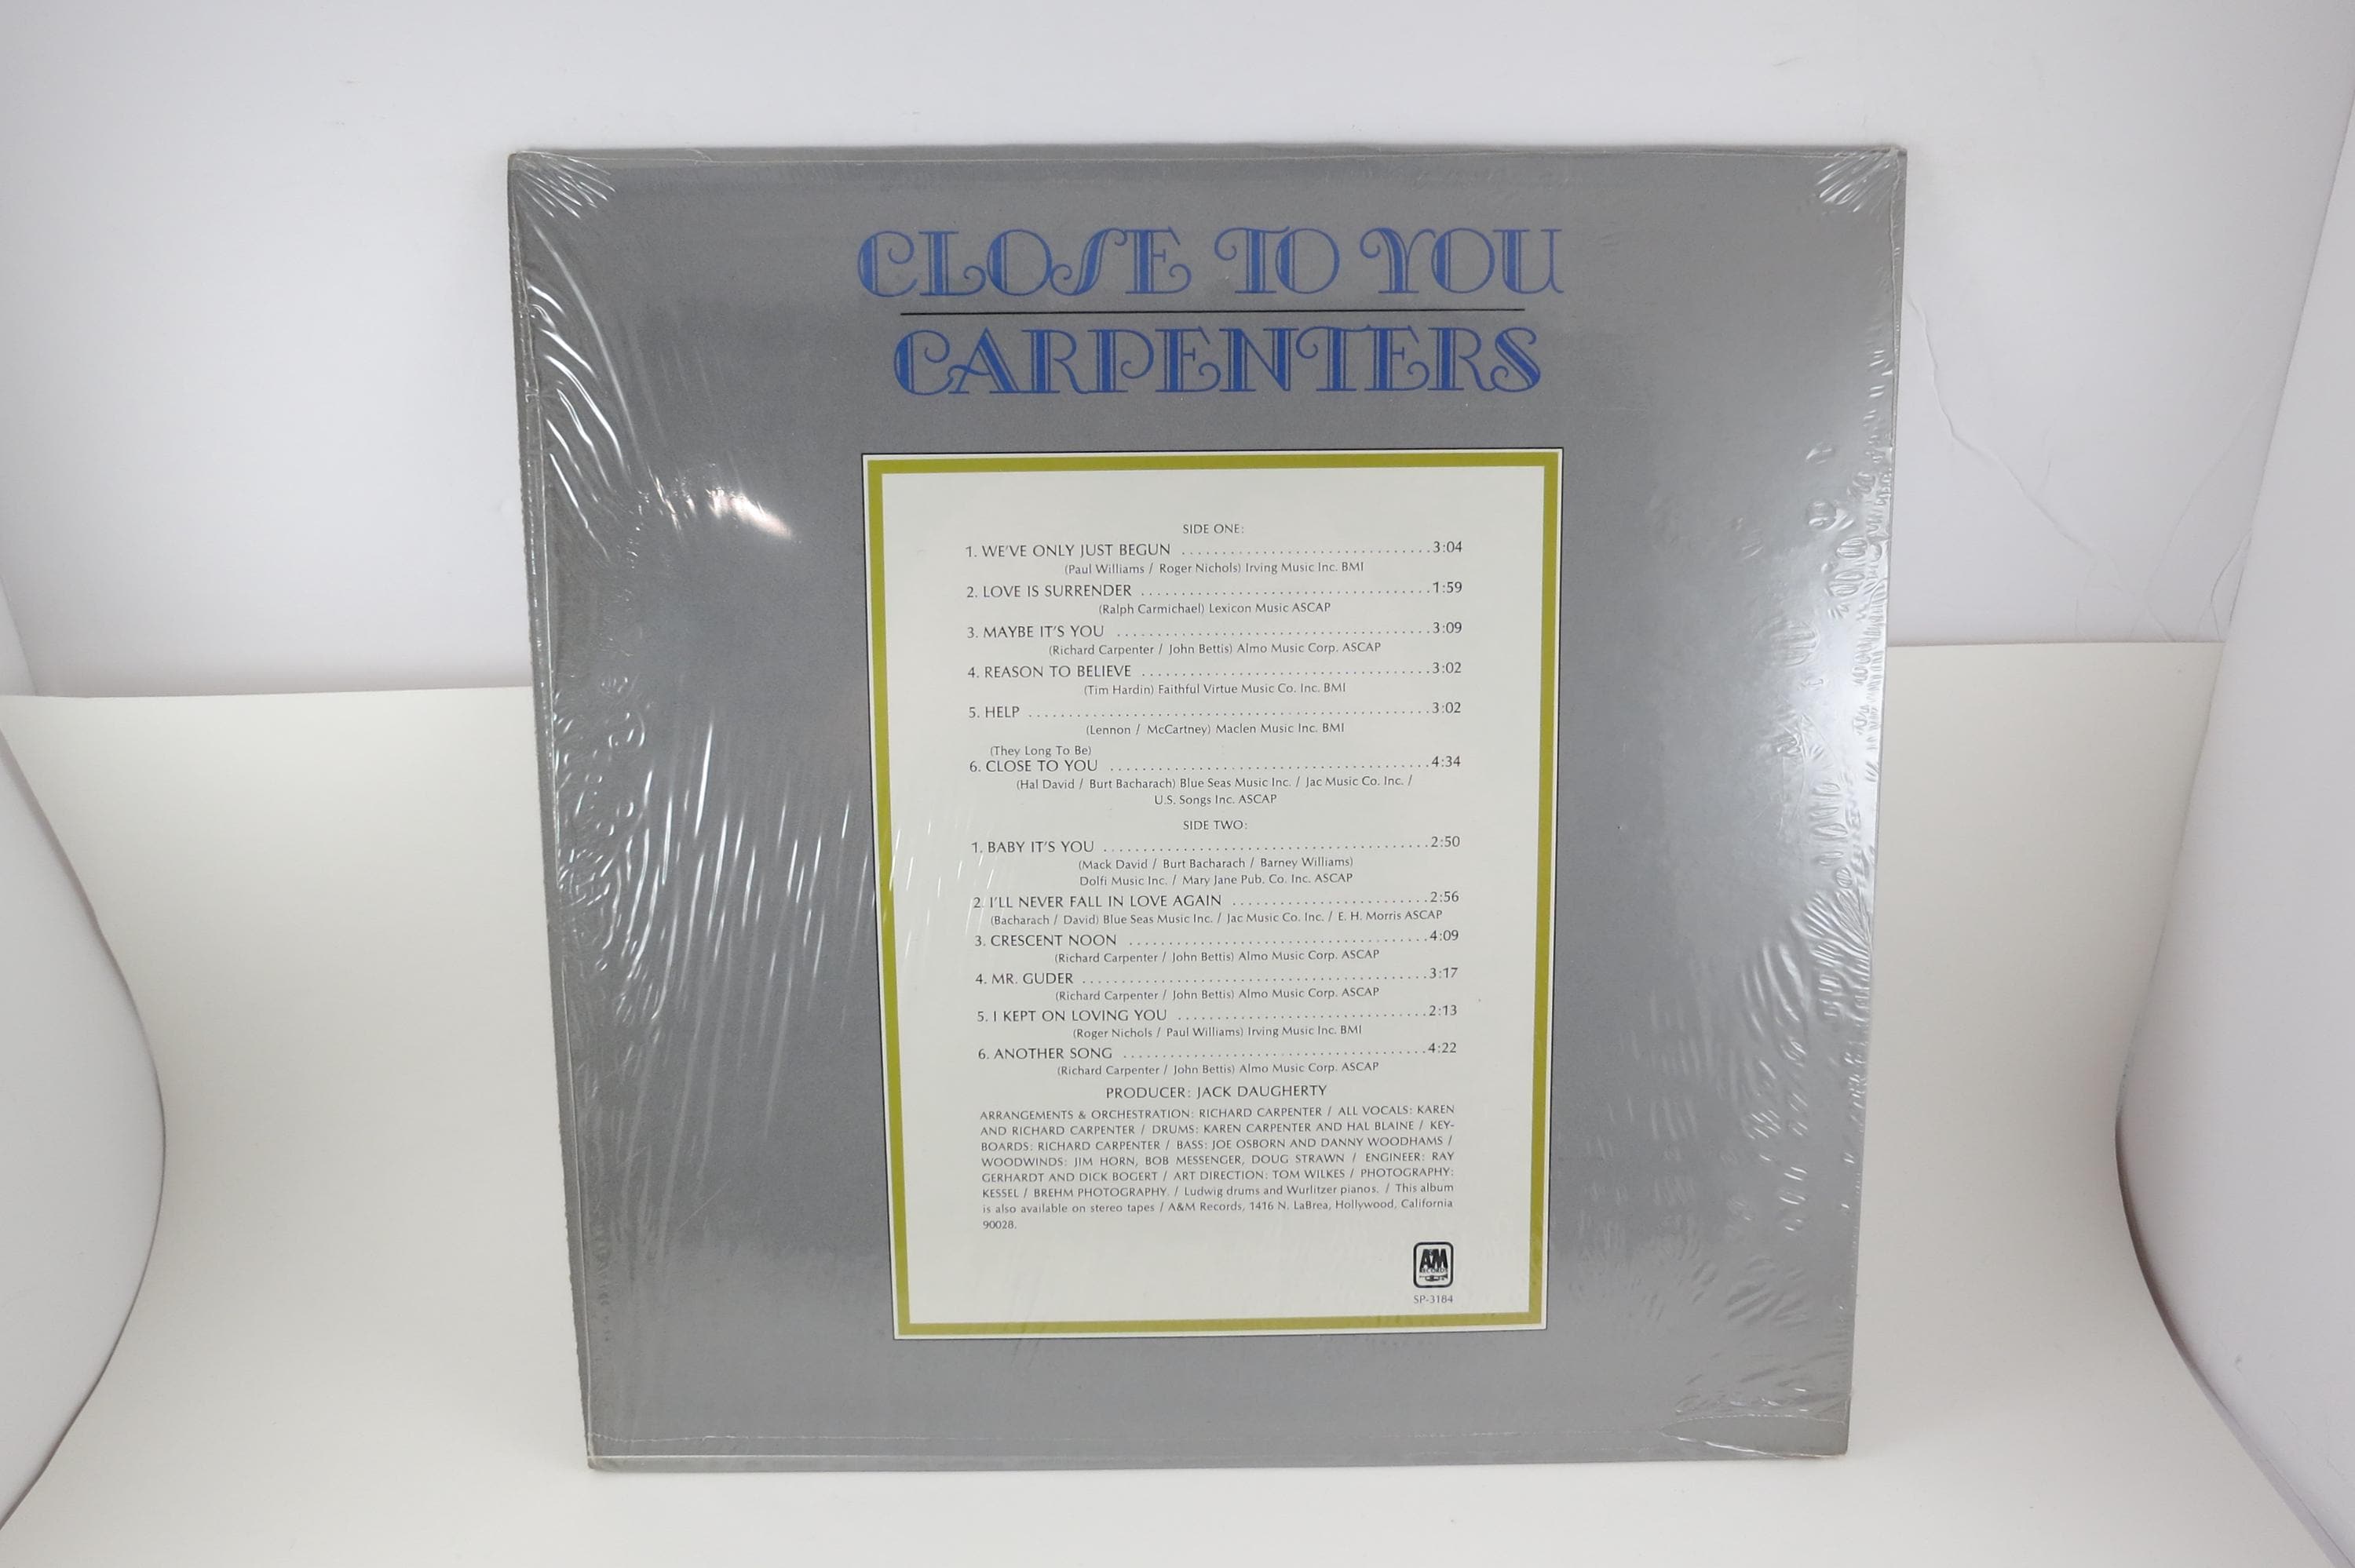 CLOSE TO YOU
CARPENTERS
SIDE ONE:
1. WE'VE ONLY JUST BEGUN ...............................3:04
(Paul Williams / Roger Nichols) Irving Music Inc. BMI
2. LOVE IS SURRENDER ....................................1:59
(Ralph Carmichael) Lexicon Music ASCAP
3. MAYBE IT'S YOU .......................................3:09
(Richard Carpenter / John Bettis) Almo Music Corp. ASCAP
4. REASON TO BELIEVE ....................................3:02
(Tim Hardin) Faithful Virtue Music Co. Inc. BMI
5. HELP ..................................................3:02
(Lennon / McCartney) Maclen Music Inc. BMI
(They Long To Be)
6. CLOSE TO YOU ........................................4:34
(Hal David / Burt Bacharach) Blue Seas Music Inc. / Jac Music Co. Inc. /
U.S. Songs Inc. ASCAP
SIDE TWO:
1. BABY IT'S YOU .........................................2:50
(Mack David / Burt Bacharach / Barney Williams)
Dolfi Music Inc. / Mary Jane Pub. Co. Inc. ASCAP
2. I'LL NEVER FALL IN LOVE AGAIN .........................2:56
(Bacharach / David) Blue Seas Music Inc. / Jac Music Co. Inc. / E. H. Morris ASCAP
3. CRESCENT NOON ......................................4:09
(Richard Carpenter / John Bettis) Almo Music Corp. ASCAP
4. MR. GUDER ...........................................3:17
(Richard Carpenter / John Bettis) Almo Music Corp. ASCAP
5. I KEPT ON LOVING YOU ...............................2:13
(Roger Nichols / Paul Williams) Irving Music Inc. BMI
6. ANOTHER SONG ......................................4:22
(Richard Carpenter / John Bettis) Almo Music Corp. ASCAP
PRODUCER: JACK DAUGHERTY
ARRANGEMENTS & ORCHESTRATION: RICHARD CARPENTER / ALL VOCALS: KAREN
AND RICHARD CARPENTER / DRUMS: KAREN CARPENTER AND HAL BLAINE / KEY-
BOARDS: RICHARD CARPENTER / BASS: JOE OSBORN AND DANNY WOODHAMS /
WOODWINDS: JIM HORN, BOB MESSENGER, DOUG STRAWN / ENGINEER: RAY
GERHARDT AND DICK BOGERT / ART DIRECTION: TOM WILKES / PHOTOGRAPHY:
KESSEL / BREHM PHOTOGRAPHY. / Ludwig drums and Wurlitzer pianos. / This album
is also available on stereo tapes / A&M Records, 1416 N. LaBrea, Hollywood, California
90028.
A&M
RECORDS
SP-3184